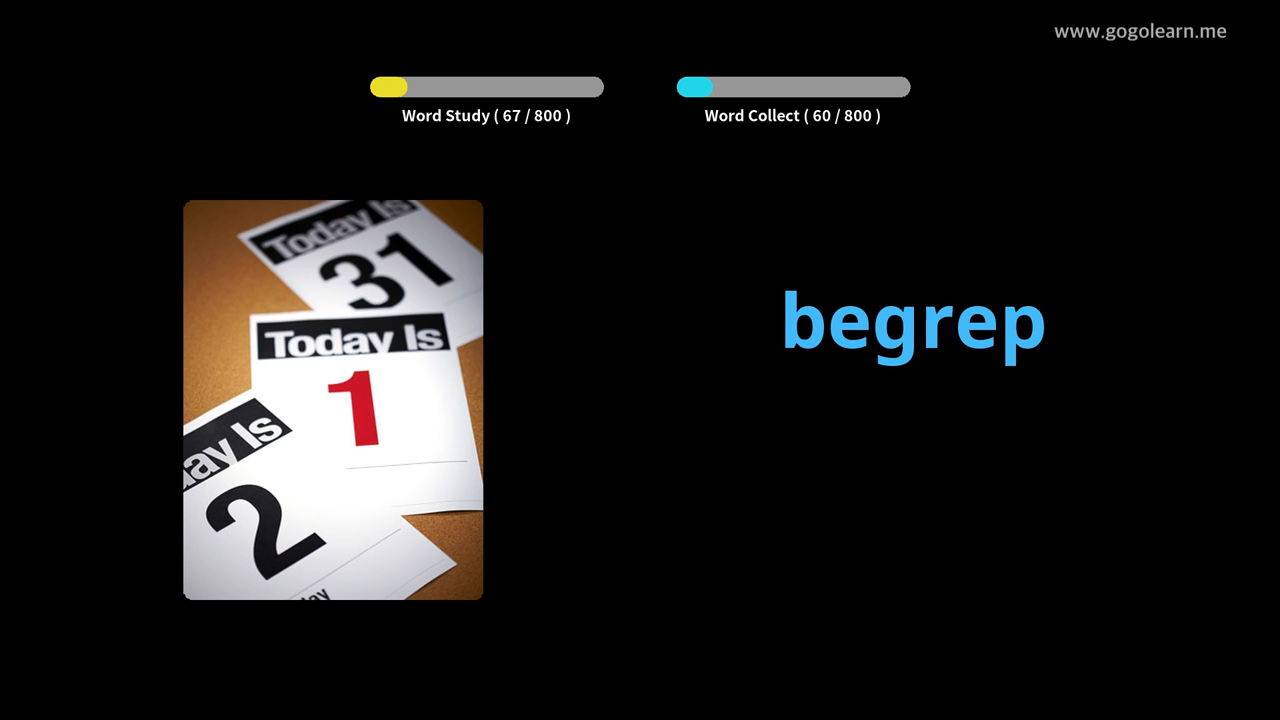 www.gogolearn.me
Word Study ( 67 / 800 )
Word Collect ( 60 / 800 )
Today Is
31
Today Is
1
day Is
2
begrep